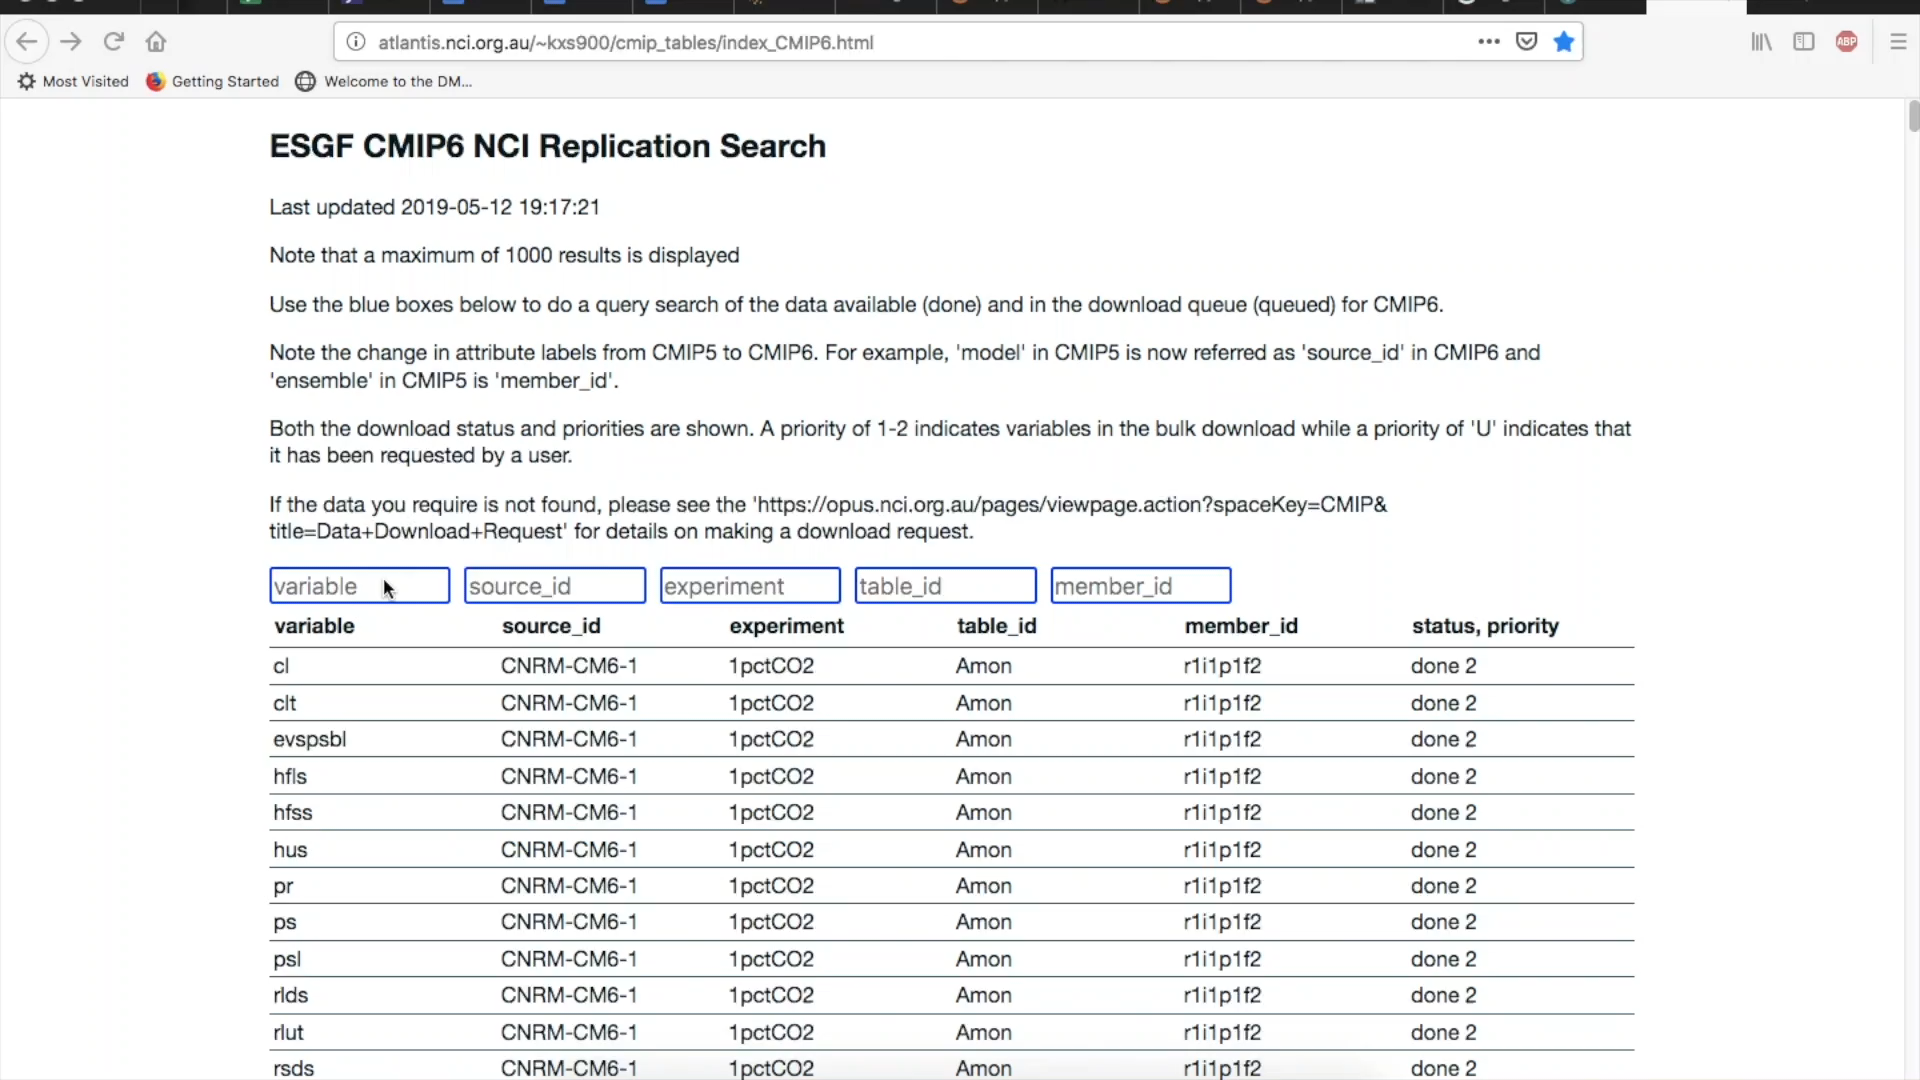 atlantis.nci.org.au/~kxs900/cmip_tables/index_CMIP6.html
ABP
Most Visited Getting Started Welcome to the DM...
ESGF CMIP6 NCI Replication Search
Last updated 2019-05-12 19:17:21
Note that a maximum of 1000 results is displayed
Use the blue boxes below to do a query search of the data available (done) and in the download queue (queued) for CMIP6.
Note the change in attribute labels from CMIP5 to CMIP6. For example, 'model' in CMIP5 is now referred as 'source_id' in CMIP6 and
'ensemble' in CMIP5 is 'member_id'.
Both the download status and priorities are shown. A priority of 1-2 indicates variables in the bulk download while a priority of 'U' indicates that
it has been requested by a user.
If the data you require is not found, please see the 'https://opus.nci.org.au/pages/viewpage.action?spaceKey=CMIP&
title=Data+Download+Request' for details on making a download request.
variable source_id experiment table_id member_id
variable source_id experiment table_id member_id status, priority
cl CNRM-CM6-1 1pctCO2 Amon r1i1p1f2 done 2
clt CNRM-CM6-1 1pctCO2 Amon r1i1p1f2 done 2
evspsbl CNRM-CM6-1 1pctCO2 Amon r1i1p1f2 done 2
hfls CNRM-CM6-1 1pctCO2 Amon r1i1p1f2 done 2
hfss CNRM-CM6-1 1pctCO2 Amon r1i1p1f2 done 2
hus CNRM-CM6-1 1pctCO2 Amon r1i1p1f2 done 2
pr CNRM-CM6-1 1pctCO2 Amon r1i1p1f2 done 2
ps CNRM-CM6-1 1pctCO2 Amon r1i1p1f2 done 2
psl CNRM-CM6-1 1pctCO2 Amon r1i1p1f2 done 2
rlds CNRM-CM6-1 1pctCO2 Amon r1i1p1f2 done 2
rlut CNRM-CM6-1 1pctCO2 Amon r1i1p1f2 done 2
rsds CNRM-CM6-1 1pctCO2 Amon r1i1p1f2 done 2